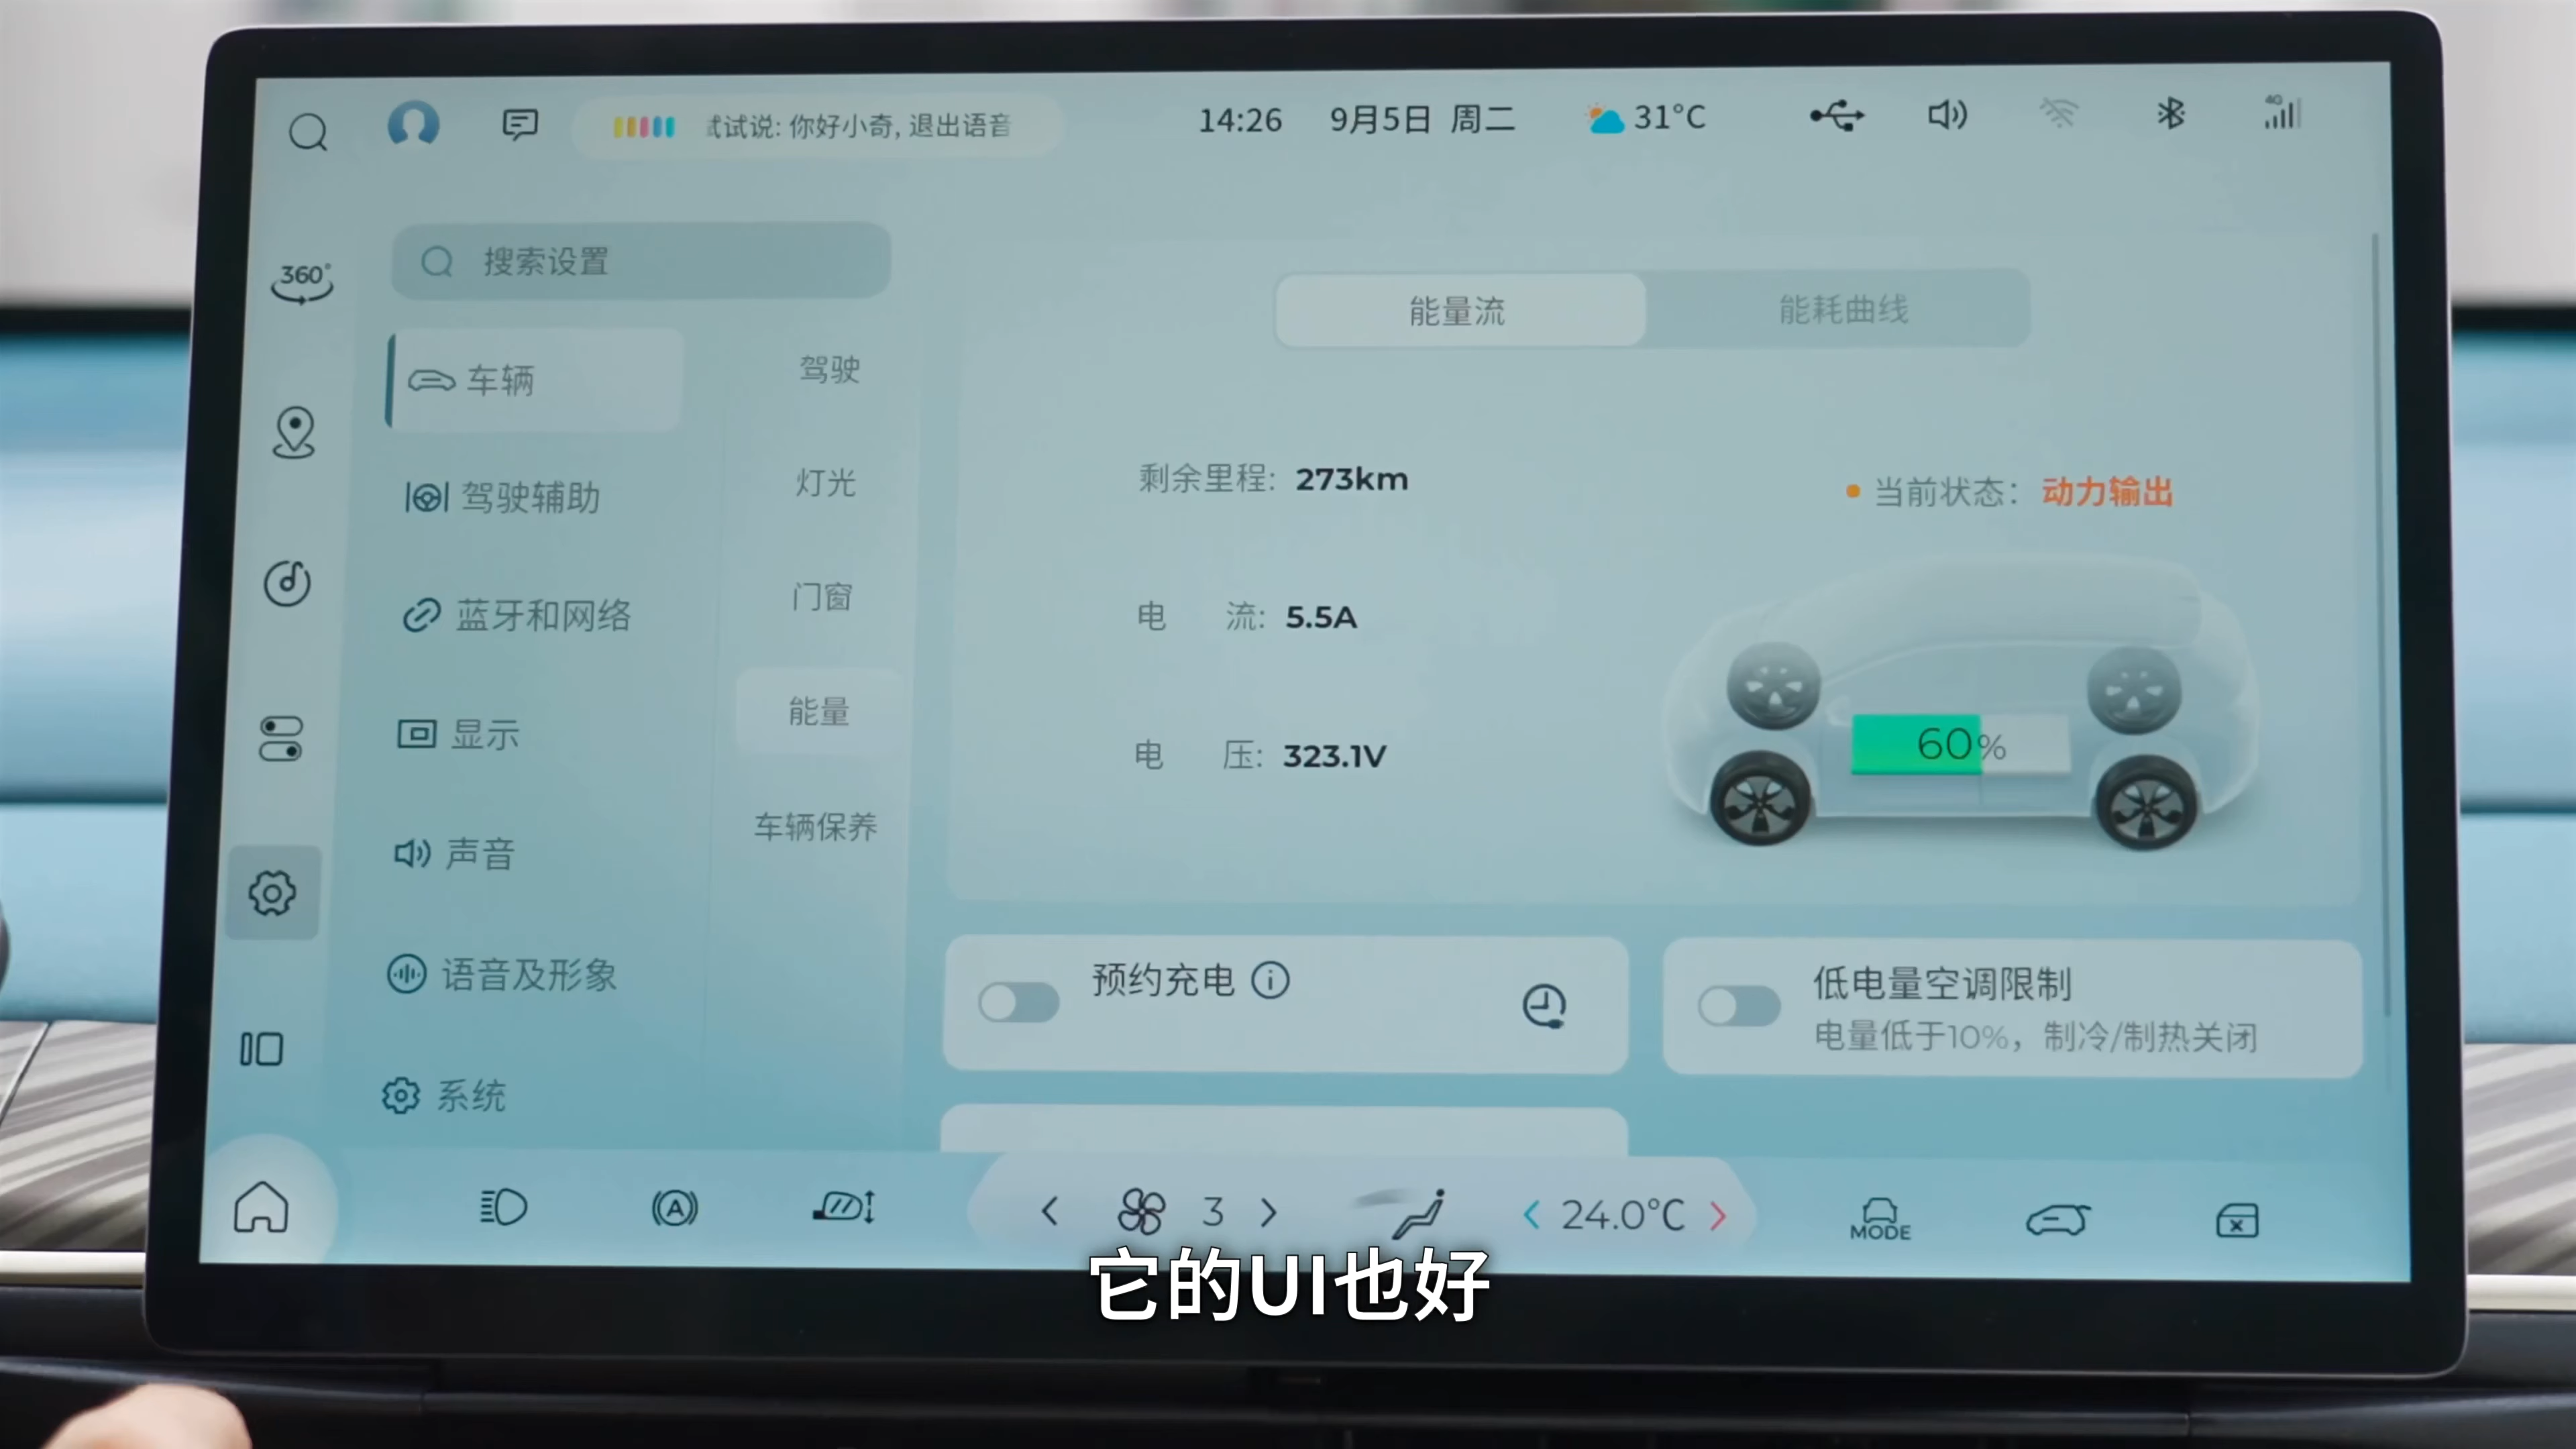 试试说: 你好小奇, 退出语音
14:26 9月5日 周二 31°C 4G
360°
搜索设置
车辆
驾驶辅助
蓝牙和网络
显示
声音
语音及形象
系统
驾驶
灯光
门窗
能量
车辆保养
能量流 能耗曲线
剩余里程: 273km
电 流: 5.5A
电 压: 323.1V
当前状态: 动力输出
60%
预约充电
低电量空调限制
电量低于10%，制冷/制热关闭
A
3
24.0°C
MODE
它的UI也好